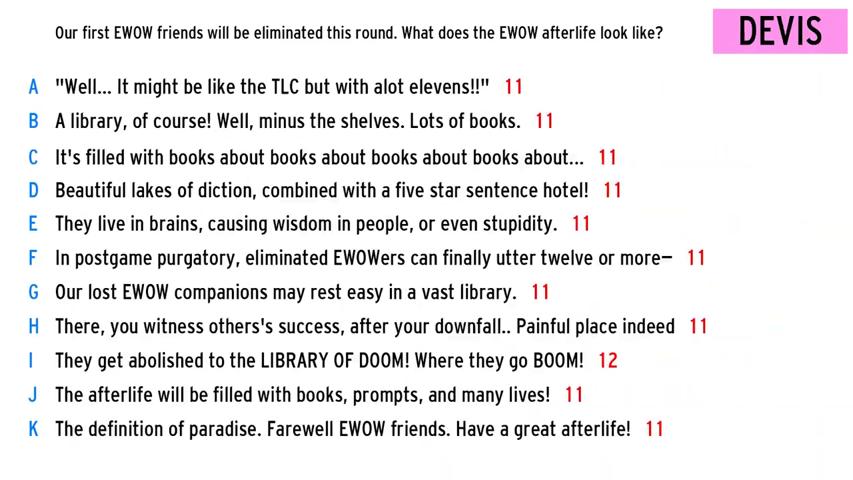 Our first EWOW friends will be eliminated this round. What does the EWOW afterlife look like?
DEVIS
A "Well... It might be like the TLC but with alot elevens!!" 11
B A library, of course! Well, minus the shelves. Lots of books. 11
C It's filled with books about books about books about books about... 11
D Beautiful lakes of diction, combined with a five star sentence hotel! 11
E They live in brains, causing wisdom in people, or even stupidity. 11
F In postgame purgatory, eliminated EWOWers can finally utter twelve or more– 11
G Our lost EWOW companions may rest easy in a vast library. 11
H There, you witness others's success, after your downfall.. Painful place indeed 11
I They get abolished to the LIBRARY OF DOOM! Where they go BOOM! 12
J The afterlife will be filled with books, prompts, and many lives! 11
K The definition of paradise. Farewell EWOW friends. Have a great afterlife! 11